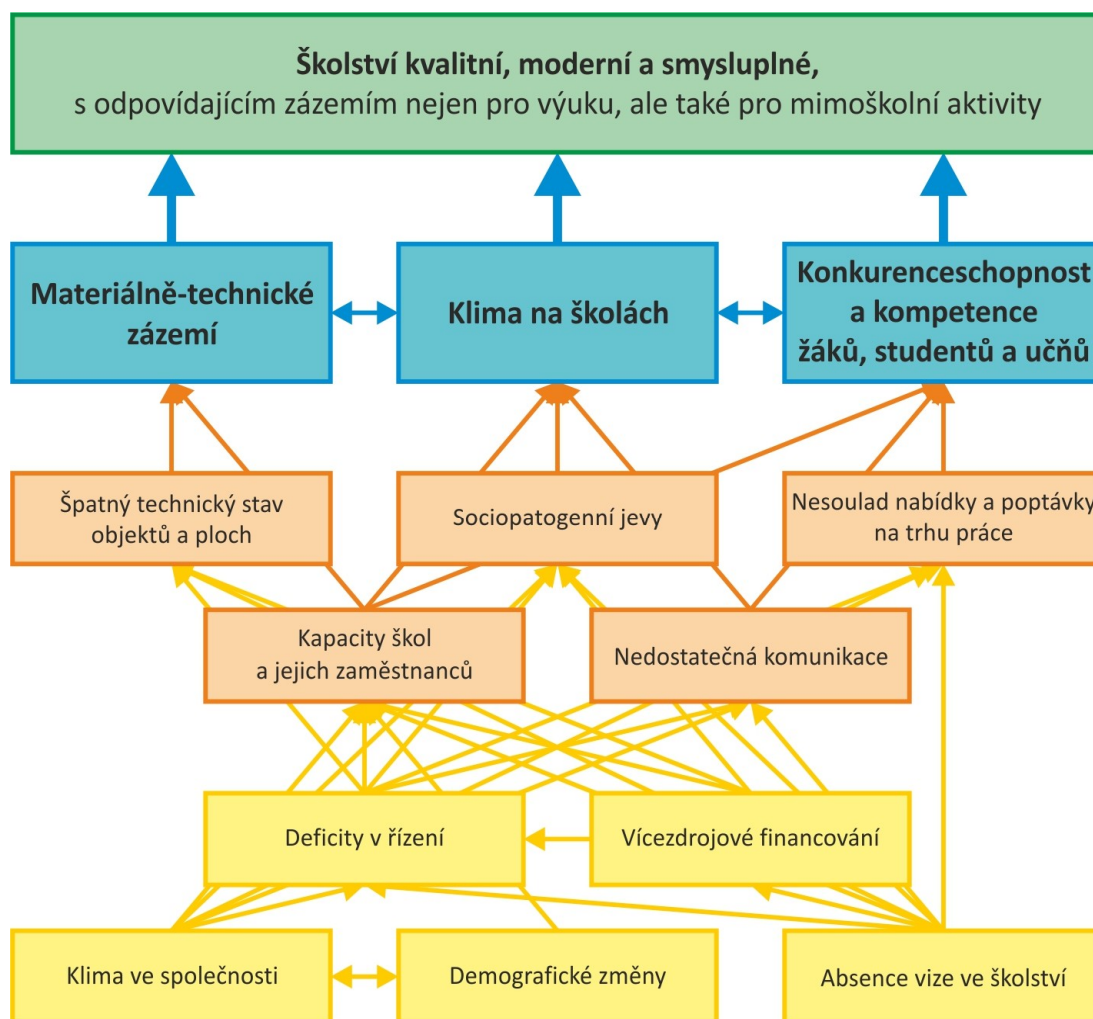 Školství kvalitní, moderní a smysluplné,
s odpovídajícím zázemím nejen pro výuku, ale také pro mimoškolní aktivity
Materiálně-technické
zázemí
Klima na školách
Konkurenceschopnost
a kompetence
žáků, studentů a učňů
Špatný technický stav
objektů a ploch
Sociopatogenní jevy
Nesoulad nabídky a poptávky
na trhu práce
Kapacity škol
a jejich zaměstnanců
Nedostatečná komunikace
Deficity v řízení
Vícezdrojové financování
Klima ve společnosti
Demografické změny
Absence vize ve školství